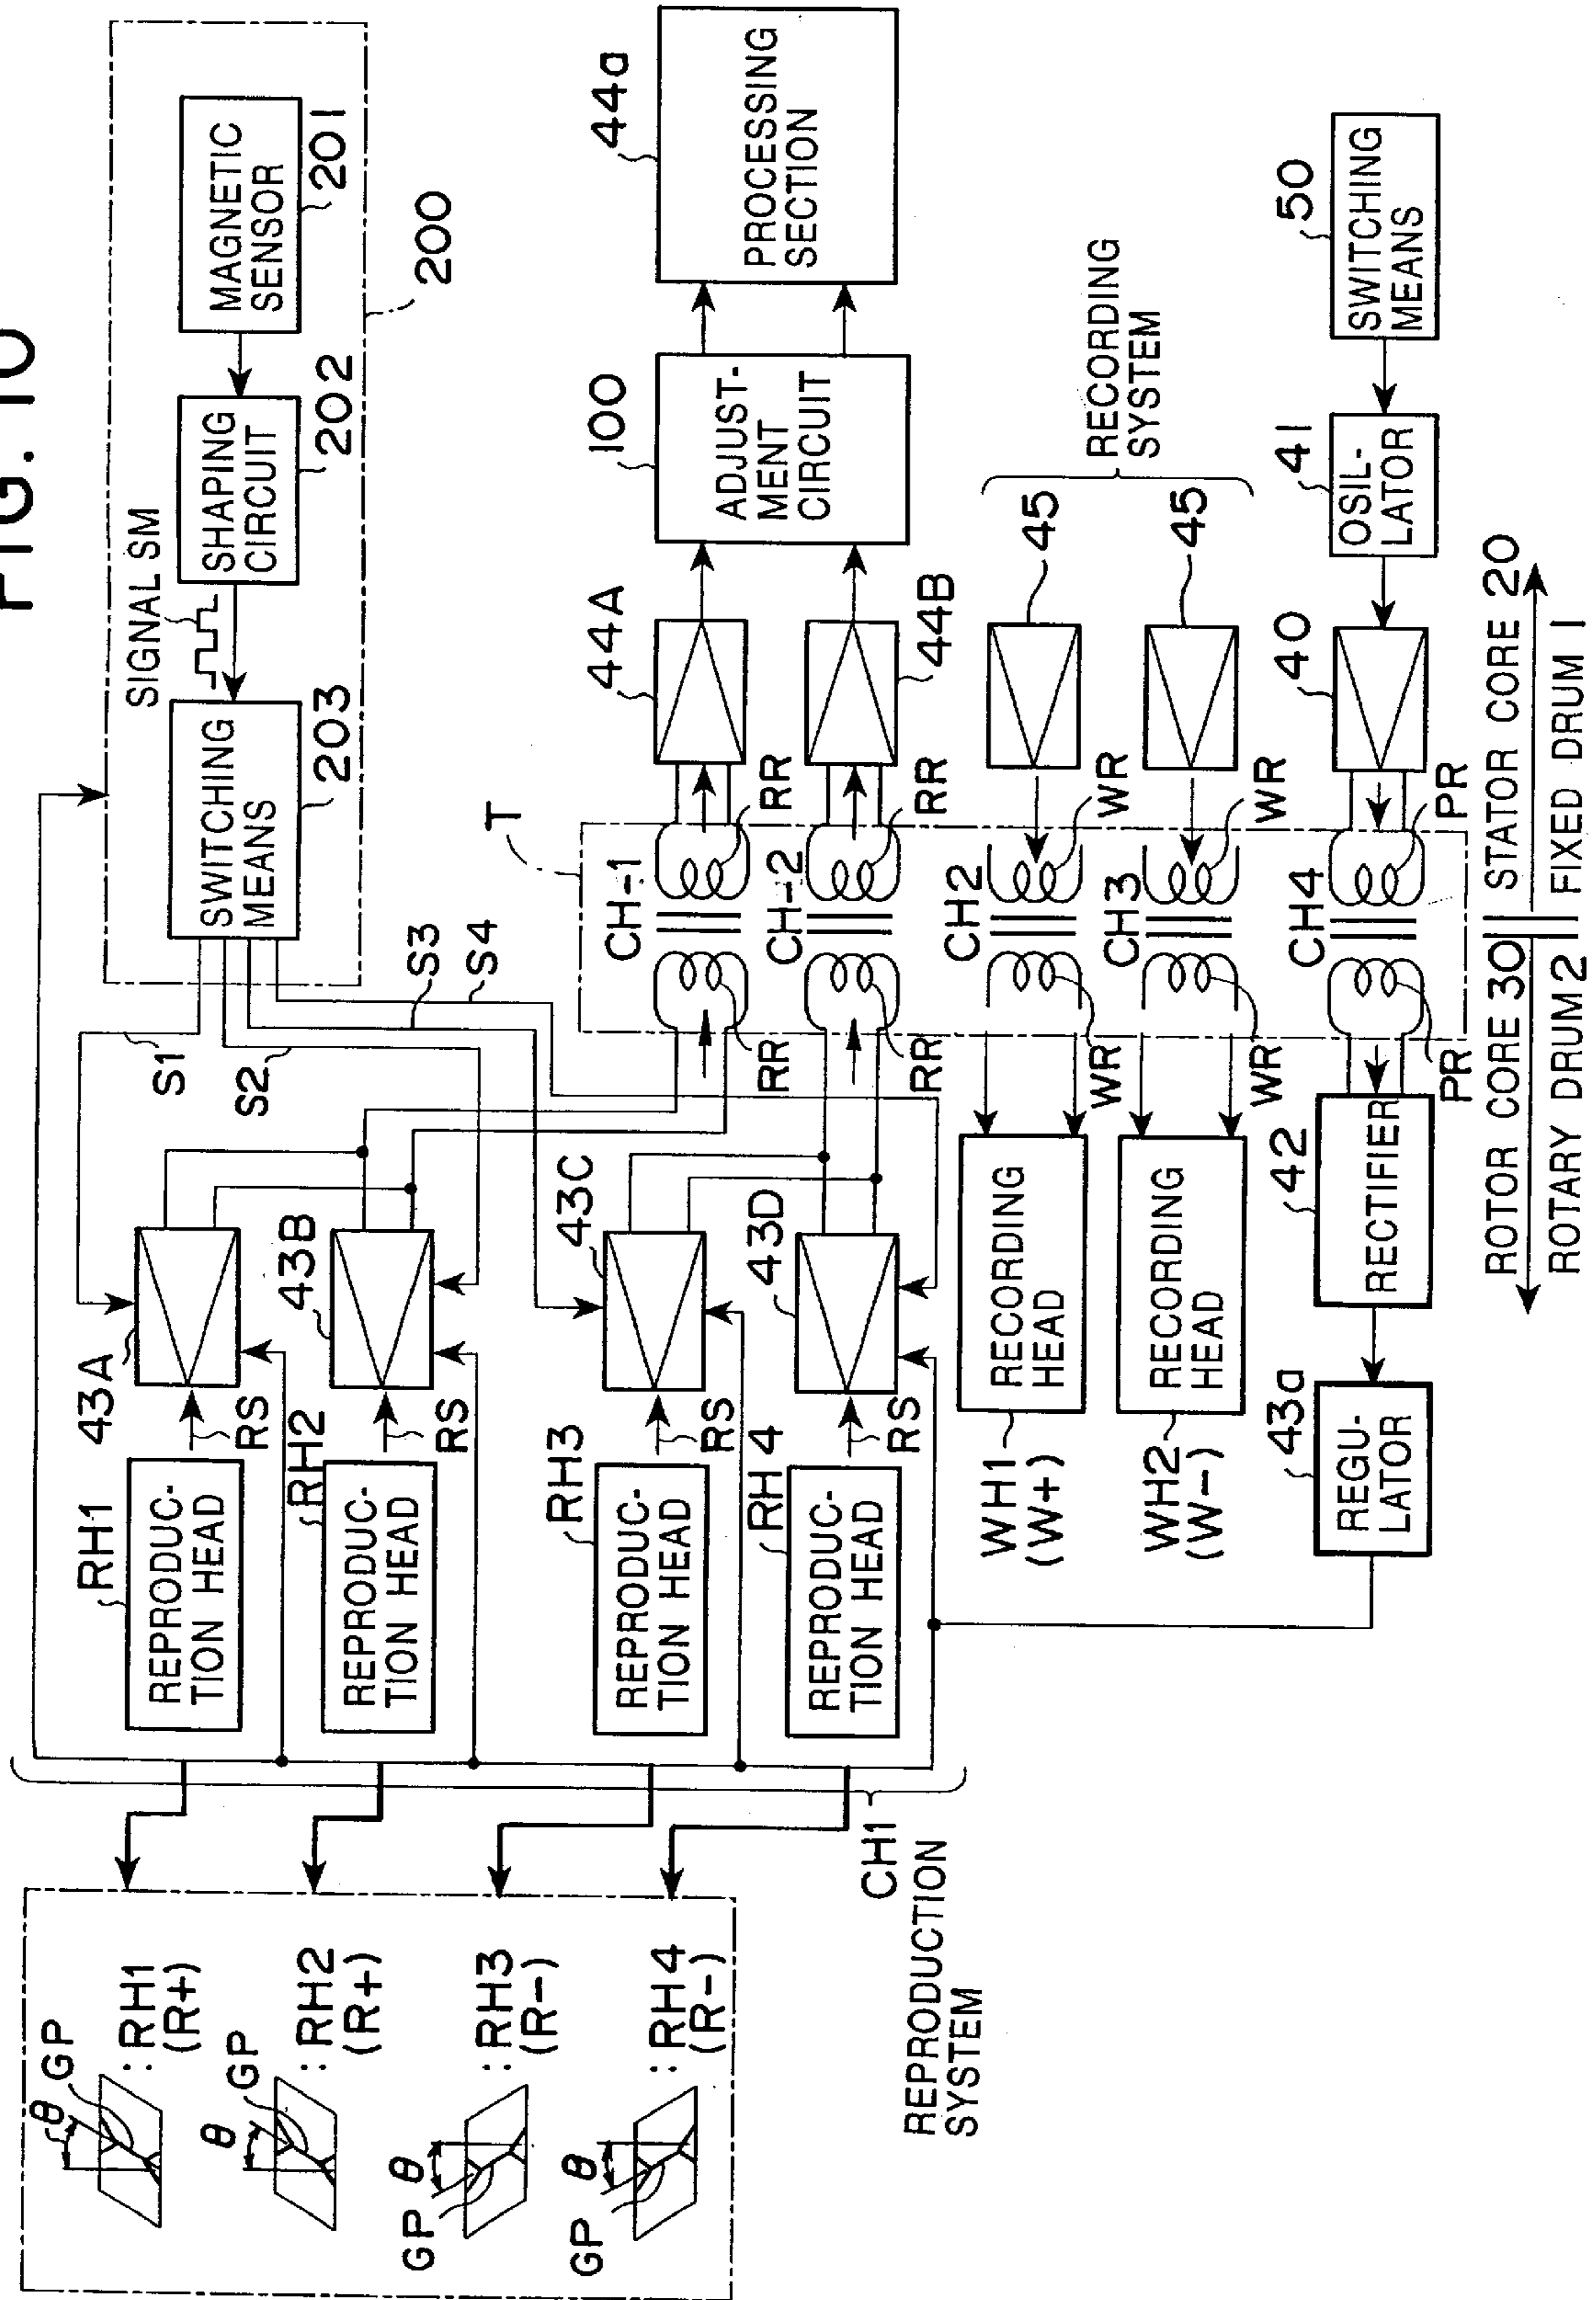 FIG. 10
MAGNETIC
SENSOR
201
SHAPING
CIRCUIT
202
SIGNAL SM
SWITCHING
MEANS
203
200
S1
S2
S3
S4
44a
PROCESSING
SECTION
100
ADJUST-
MENT
CIRCUIT
44A
44B
RECORDING
SYSTEM
45
45
50
SWITCHING
MEANS
41
OSIL-
LATOR
40
T
CH-1
RR
RR
CH-2
RR
RR
CH2
WR
WR
CH3
WR
WR
CH4
PR
PR
STATOR CORE 20
FIXED DRUM 1
ROTOR CORE 30
ROTARY DRUM 2
43A
43B
43C
43D
RS
RS
RS
RS
RH1
REPRODUC-
TION HEAD
RH2
REPRODUC-
TION HEAD
RH3
REPRODUC-
TION HEAD
RH4
REPRODUC-
TION HEAD
RECORDING
HEAD
WH1
(W+)
RECORDING
HEAD
WH2
(W-)
42
RECTIFIER
43a
REGU-
LATOR
CH1
REPRODUCTION
SYSTEM
θ
GP
:RH1
(R+)
θ
GP
:RH2
(R+)
θ
GP
:RH3
(R-)
θ
GP
:RH4
(R-)